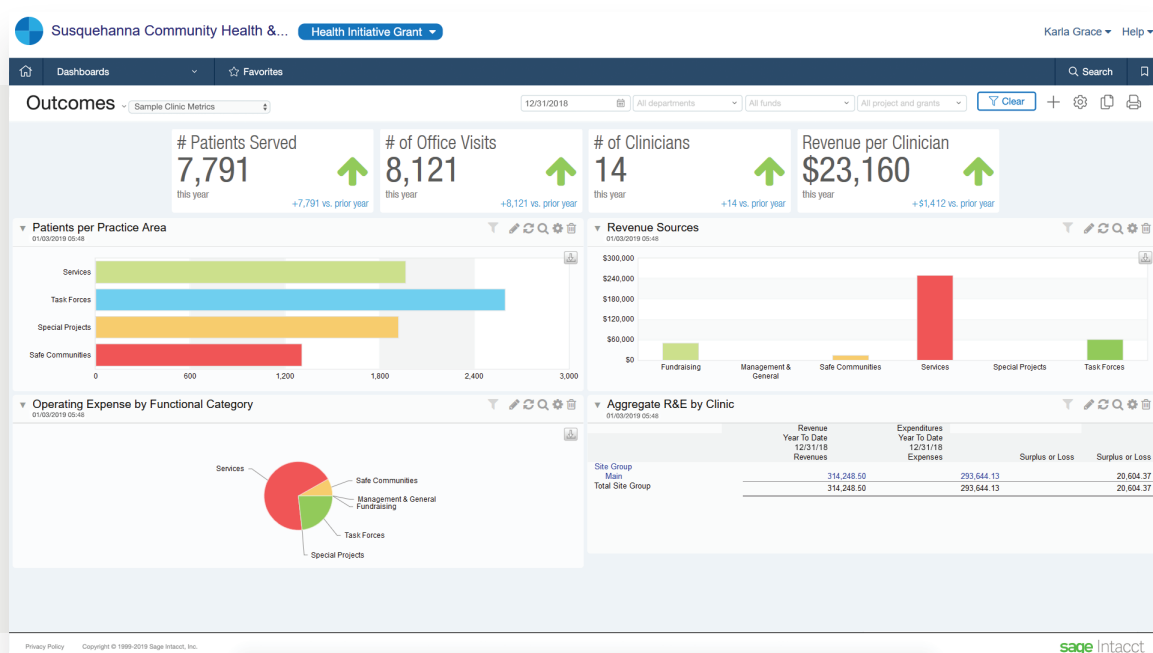 Susquehanna Community Health &...
Health Initiative Grant
Karla Grace
Help
Dashboards
Favorites
Search
Outcomes
Sample Clinic Metrics
12/31/2018
All departments
All funds
All project and grants
Clear
# Patients Served
7,791
this year
+7,791 vs. prior year
# of Office Visits
8,121
this year
+8,121 vs. prior year
# of Clinicians
14
this year
+14 vs. prior year
Revenue per Clinician
$23,160
this year
+$1,412 vs. prior year
Patients per Practice Area
01/03/2019 05:48
Services
Task Forces
Special Projects
Safe Communities
0 600 1,200 1,800 2,400 3,000
Revenue Sources
01/03/2019 05:48
$300,000
$240,000
$180,000
$120,000
$60,000
$0
Fundraising
Management &
General
Safe Communities
Services
Special Projects
Task Forces
Operating Expense by Functional Category
01/03/2019 05:48
Services
Safe Communities
Management & General
Fundraising
Task Forces
Special Projects
Aggregate R&E by Clinic
01/03/2019 05:48
Revenue Expenditures
Year To Date Year To Date
12/31/18 12/31/18
Revenues Expenses Surplus or Loss Surplus or Loss
Site Group
Main 314,248.50 293,644.13 20,604.37
Total Site Group 314,248.50 293,644.13 20,604.37
Privacy Policy Copyright © 1999-2019 Sage Intacct, Inc.
sage Intacct